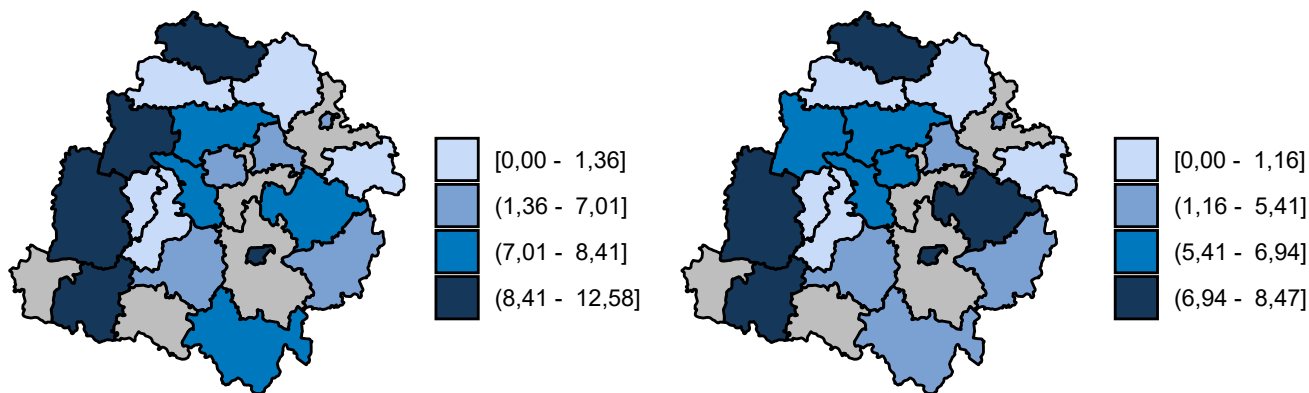 [0,00 - 1,36]
(1,36 - 7,01]
(7,01 - 8,41]
(8,41 - 12,58]
[0,00 - 1,16]
(1,16 - 5,41]
(5,41 - 6,94]
(6,94 - 8,47]